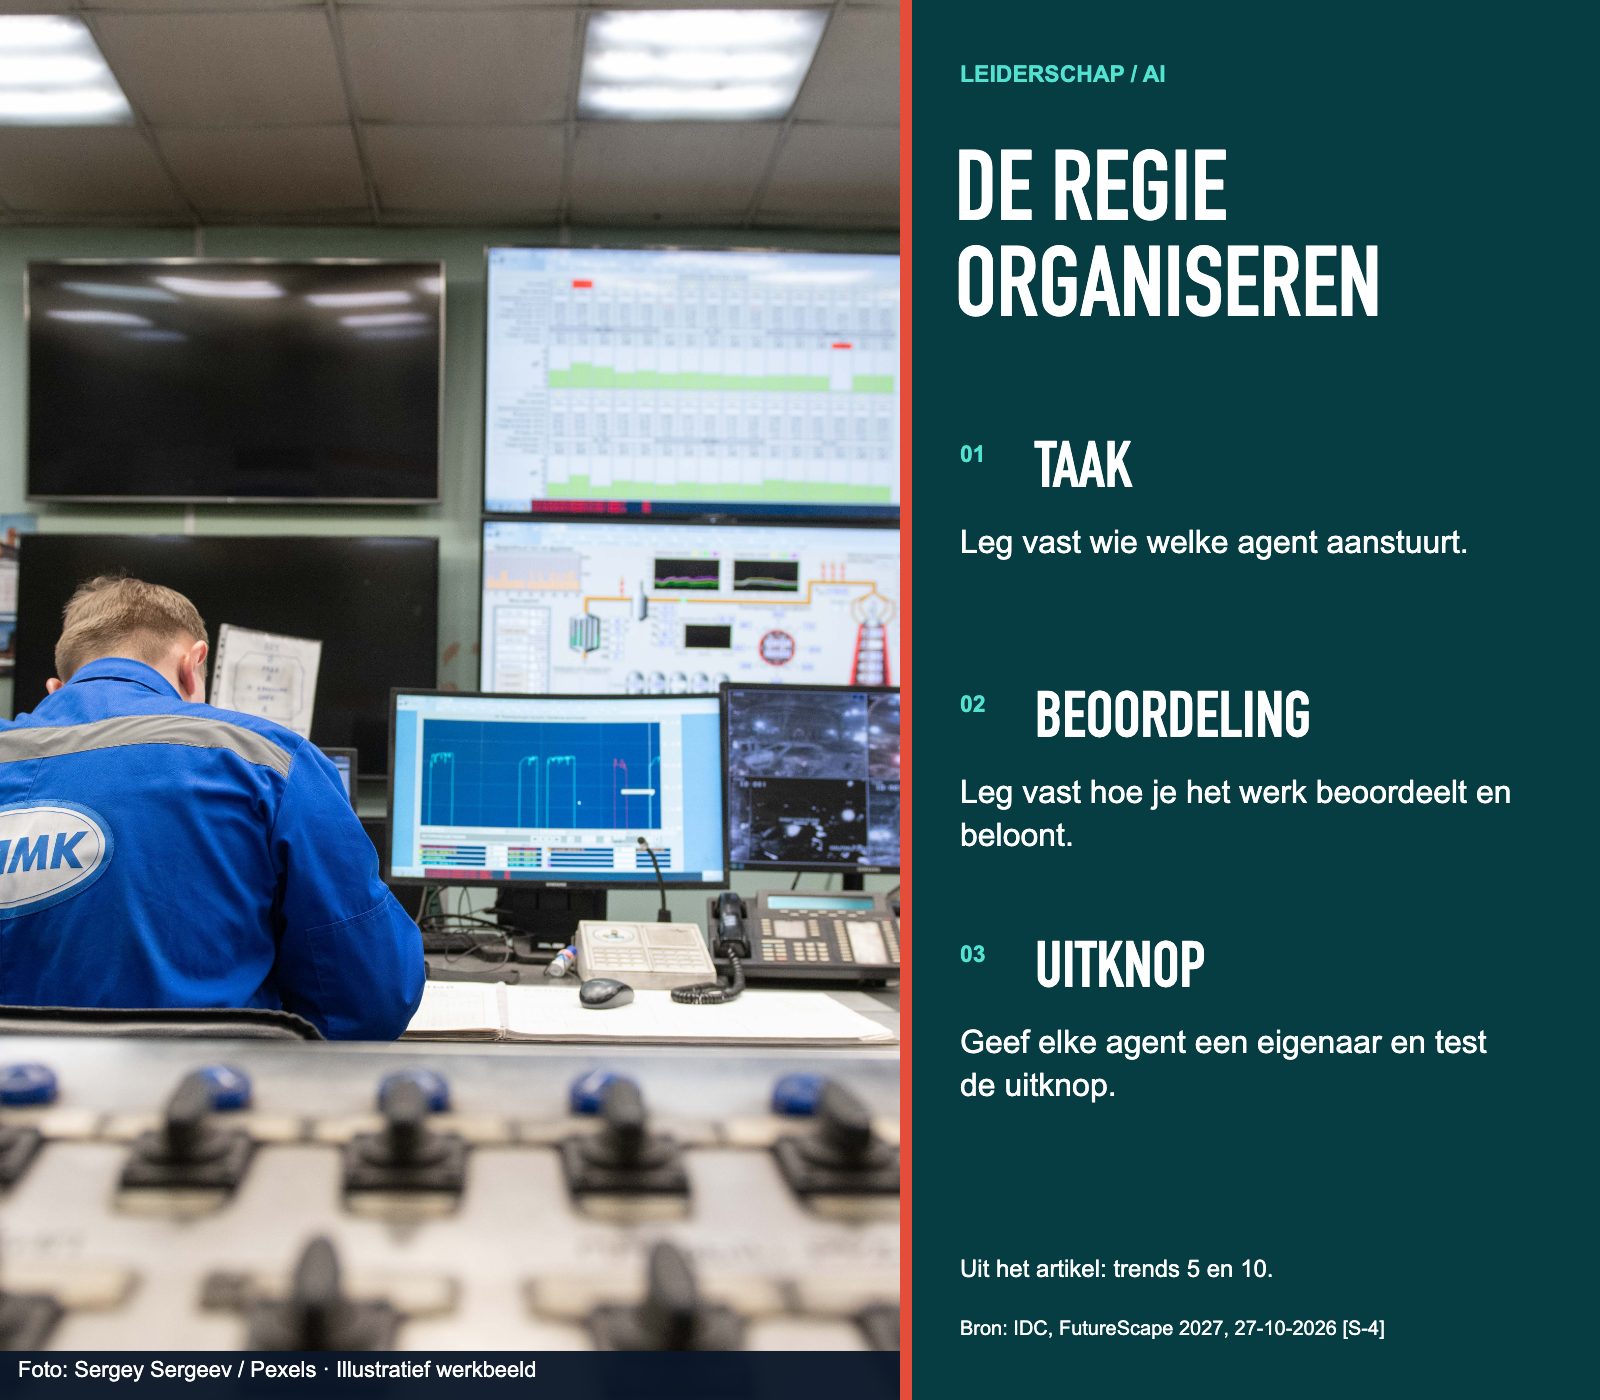 LEIDERSCHAP / AI
DE REGIE
ORGANISEREN
01 TAAK
Leg vast wie welke agent aanstuurt.
02 BEOORDELING
Leg vast hoe je het werk beoordeelt en
beloont.
03 UITKNOP
Geef elke agent een eigenaar en test
de uitknop.
Uit het artikel: trends 5 en 10.
Bron: IDC, FutureScape 2027, 27-10-2026 [S-4]
Foto: Sergey Sergeev / Pexels · Illustratief werkbeeld